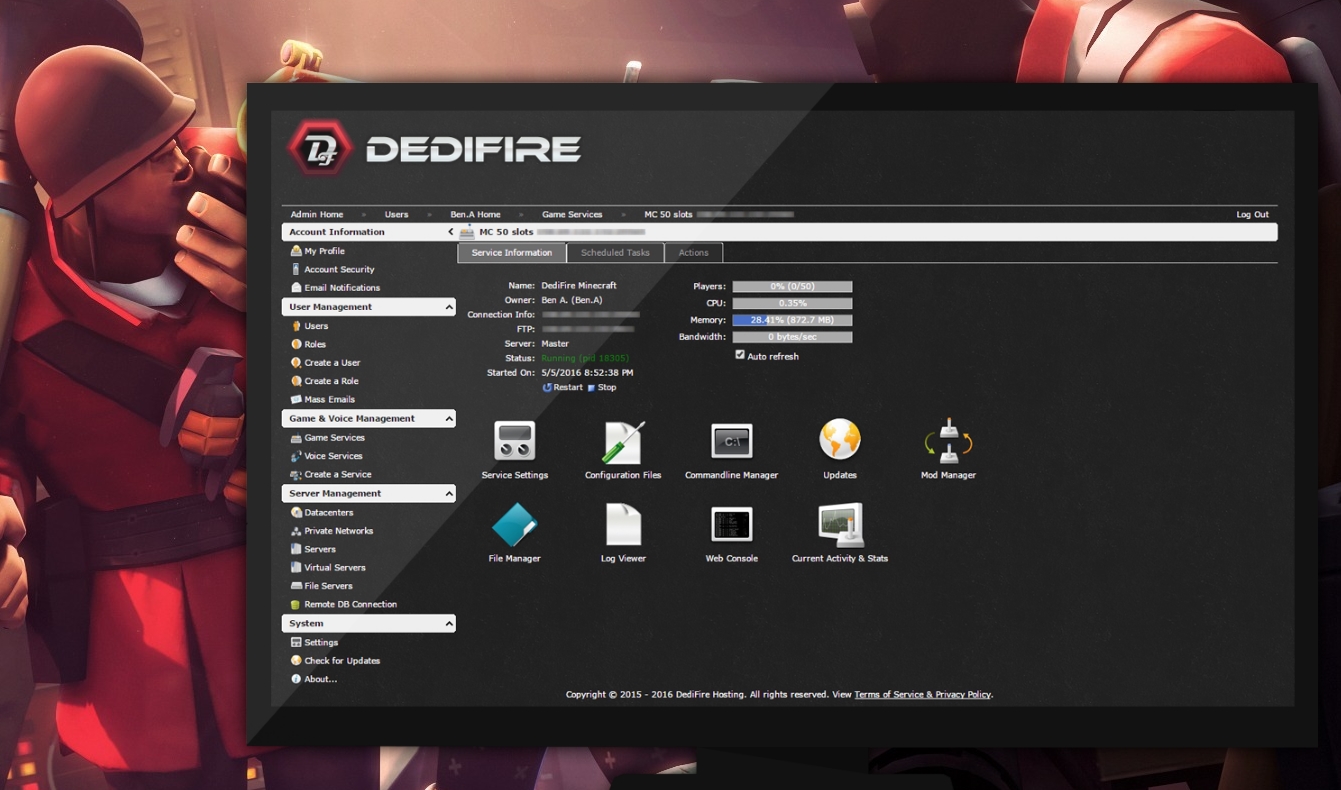 DEDIFIRE
Admin Home » Users » Ben.A Home » Game Services » MC 50 slots
Log Out
Account Information
My Profile
Account Security
Email Notifications
User Management
Users
Roles
Create a User
Create a Role
Mass Emails
Game & Voice Management
Game Services
Voice Services
Create a Service
Server Management
Datacenters
Private Networks
Servers
Virtual Servers
File Servers
Remote DB Connection
System
Settings
Check for Updates
About...
MC 50 slots
Service Information Scheduled Tasks Actions
Name: DediFire Minecraft
Owner: Ben A. (Ben.A)
Connection Info:
FTP:
Server: Master
Status: Running (pid 18305)
Started On: 5/5/2016 8:52:38 PM
Restart Stop
Players: 0% (0/50)
CPU: 0.35%
Memory: 28.41% (872.7 MB)
Bandwidth: 0 bytes/sec
Auto refresh
Service Settings Configuration Files Commandline Manager Updates Mod Manager
File Manager Log Viewer Web Console Current Activity & Stats
Copyright © 2015 - 2016 DediFire Hosting. All rights reserved. View Terms of Service & Privacy Policy.